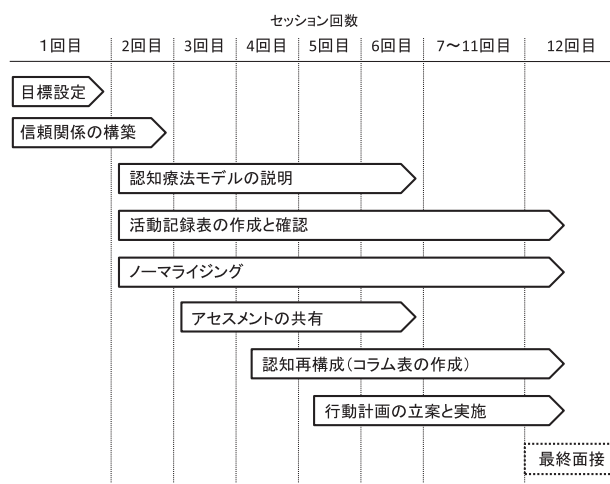 セッション回数
1回目 2回目 3回目 4回目 5回目 6回目 7～11回目 12回目
目標設定
信頼関係の構築
認知療法モデルの説明
活動記録表の作成と確認
ノーマライジング
アセスメントの共有
認知再構成（コラム表の作成）
行動計画の立案と実施
最終面接